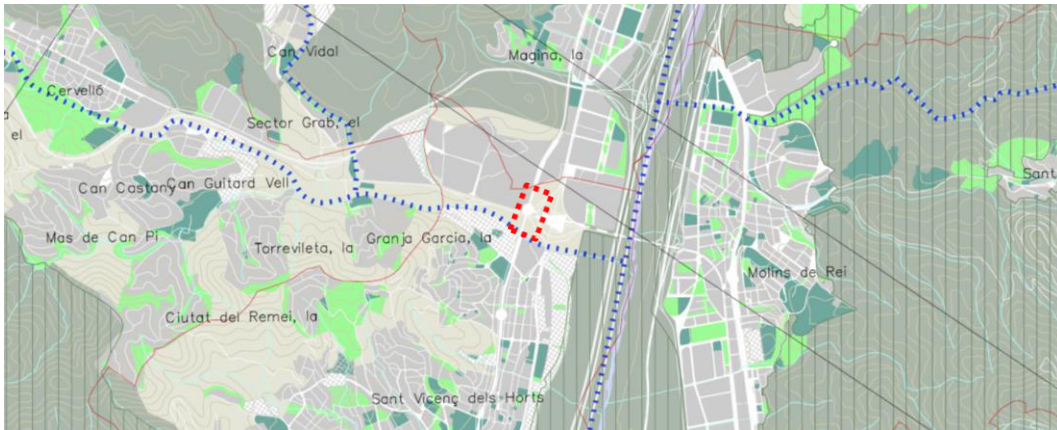 Can Vidal
Magina, la
Cervelló
a
el
Sector Grab, el
Can Castany
Can Guitard Vell
Sant
Mas de Can Pi
Torrevileta, la
Granja Garcia, la
Molins de Rei
Ciutat del Remei, la
Sant Vicenç dels Horts